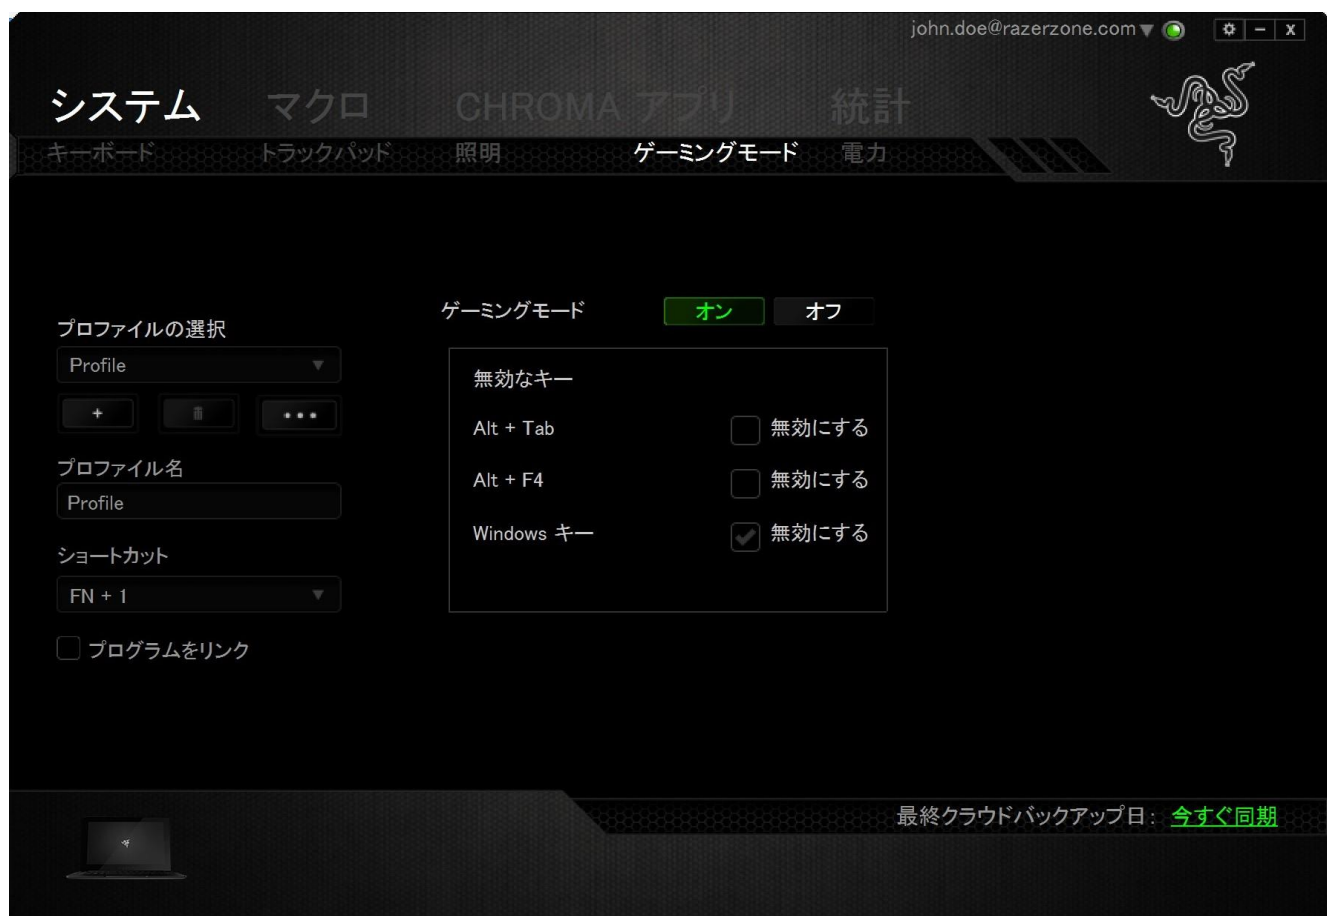 john.doe@razerzone.com
システム マクロ CHROMA アプリ 統計
キーボード トラックパッド 照明 ゲーミングモード 電力
プロファイルの選択
Profile
プロファイル名
Profile
ショートカット
FN + 1
プログラムをリンク
ゲーミングモード オン オフ
無効なキー
Alt + Tab 無効にする
Alt + F4 無効にする
Windows キー 無効にする
最終クラウドバックアップ日: 今すぐ同期